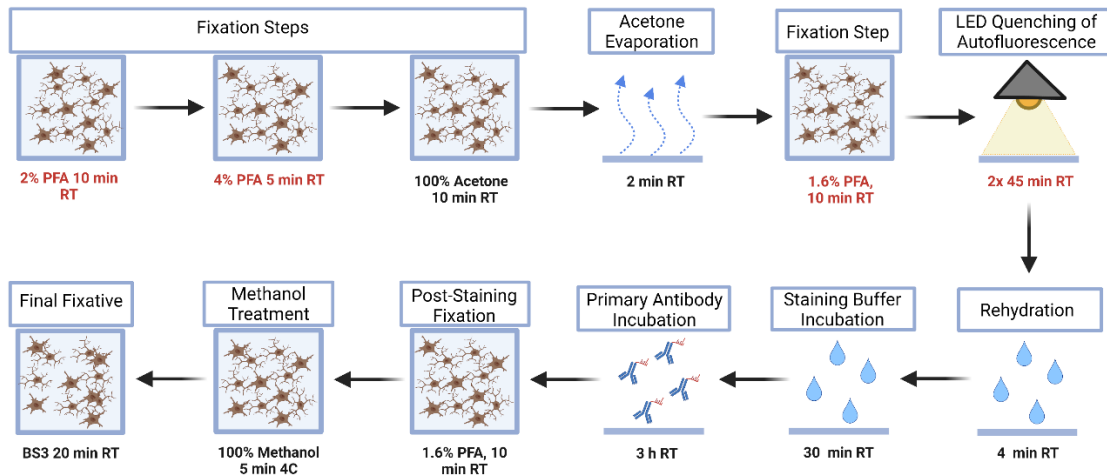 Fixation Steps
Acetone
Evaporation
Fixation Step
LED Quenching of
Autofluorescence
2% PFA 10 min
RT
4% PFA 5 min RT
100% Acetone
10 min RT
2 min RT
1.6% PFA,
10 min RT
2x 45 min RT
Final Fixative
Methanol
Treatment
Post-Staining
Fixation
Primary Antibody
Incubation
Staining Buffer
Incubation
Rehydration
BS3 20 min RT
100% Methanol
5 min 4C
1.6% PFA, 10
min RT
3 h RT
30 min RT
4 min RT